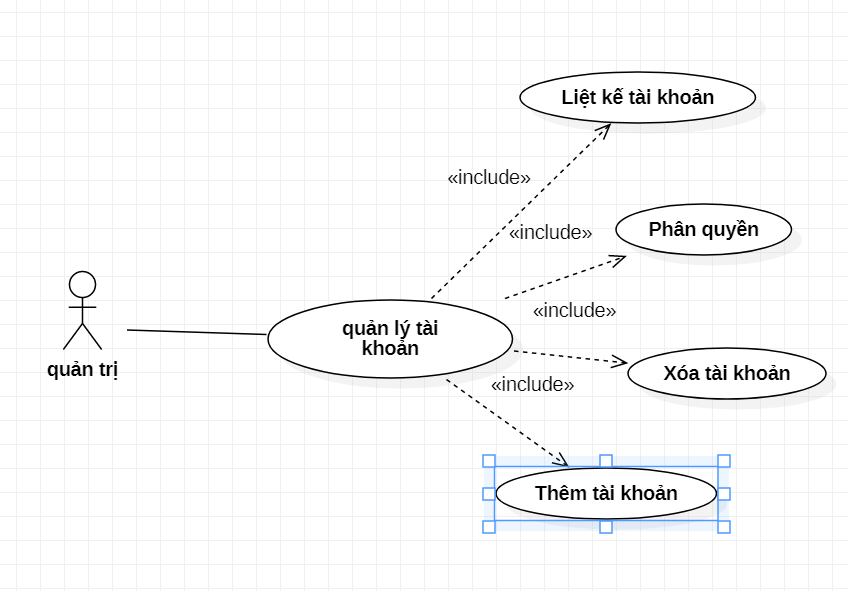 Liệt kế tài khoản
«include»
«include»
Phân quyền
«include»
quản lý tài
khoản
quản trị
Xóa tài khoản
«include»
Thêm tài khoản